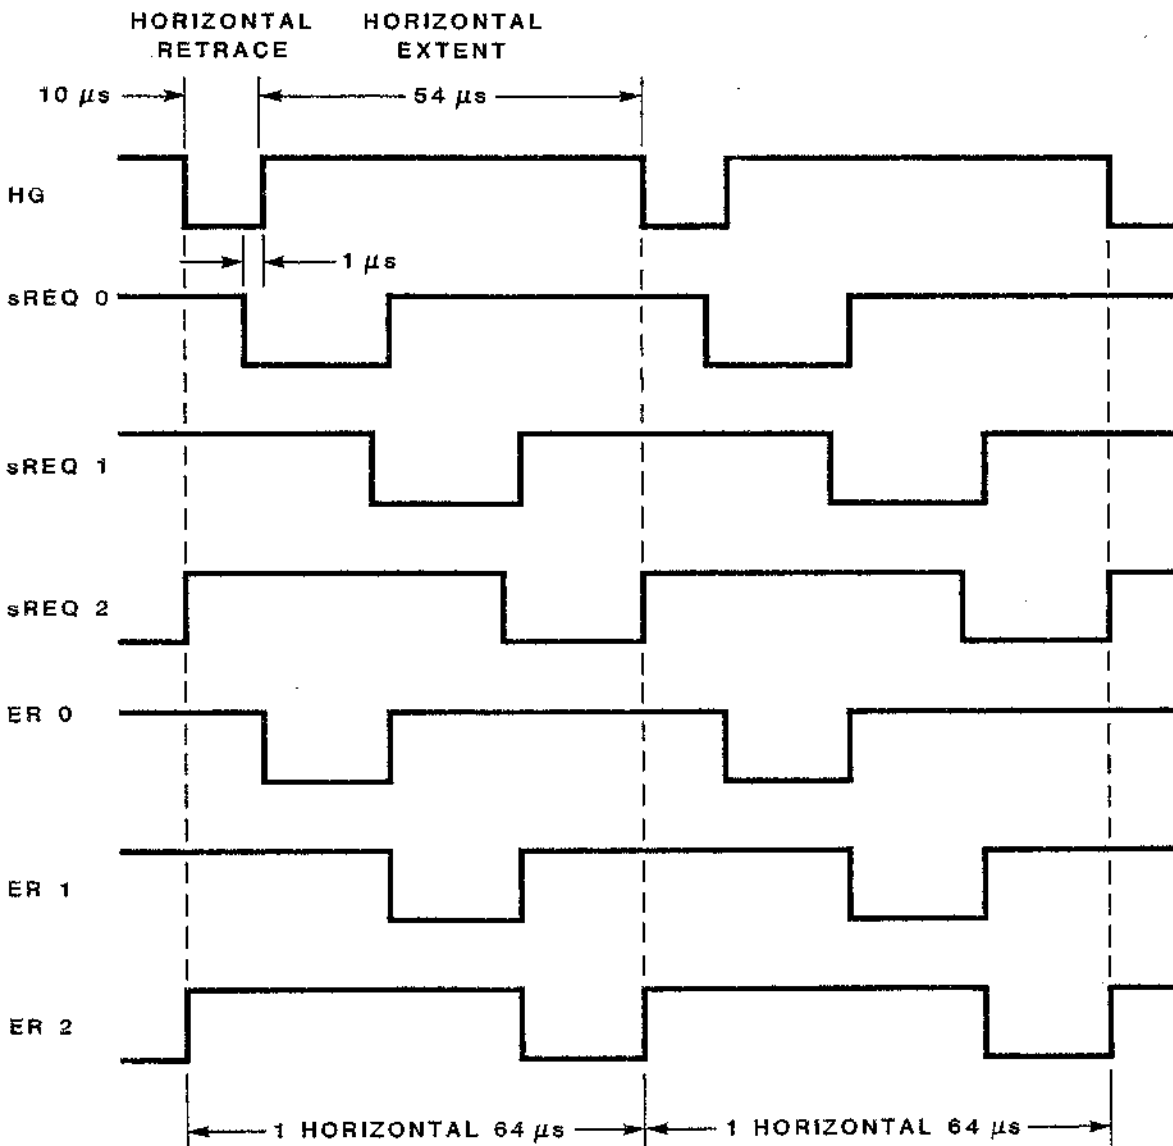 HORIZONTAL RETRACE
HORIZONTAL EXTENT
10 μs
54 μs
HG
1 μs
sREQ 0
sREQ 1
sREQ 2
ER 0
ER 1
ER 2
1 HORIZONTAL 64 μs
1 HORIZONTAL 64 μs